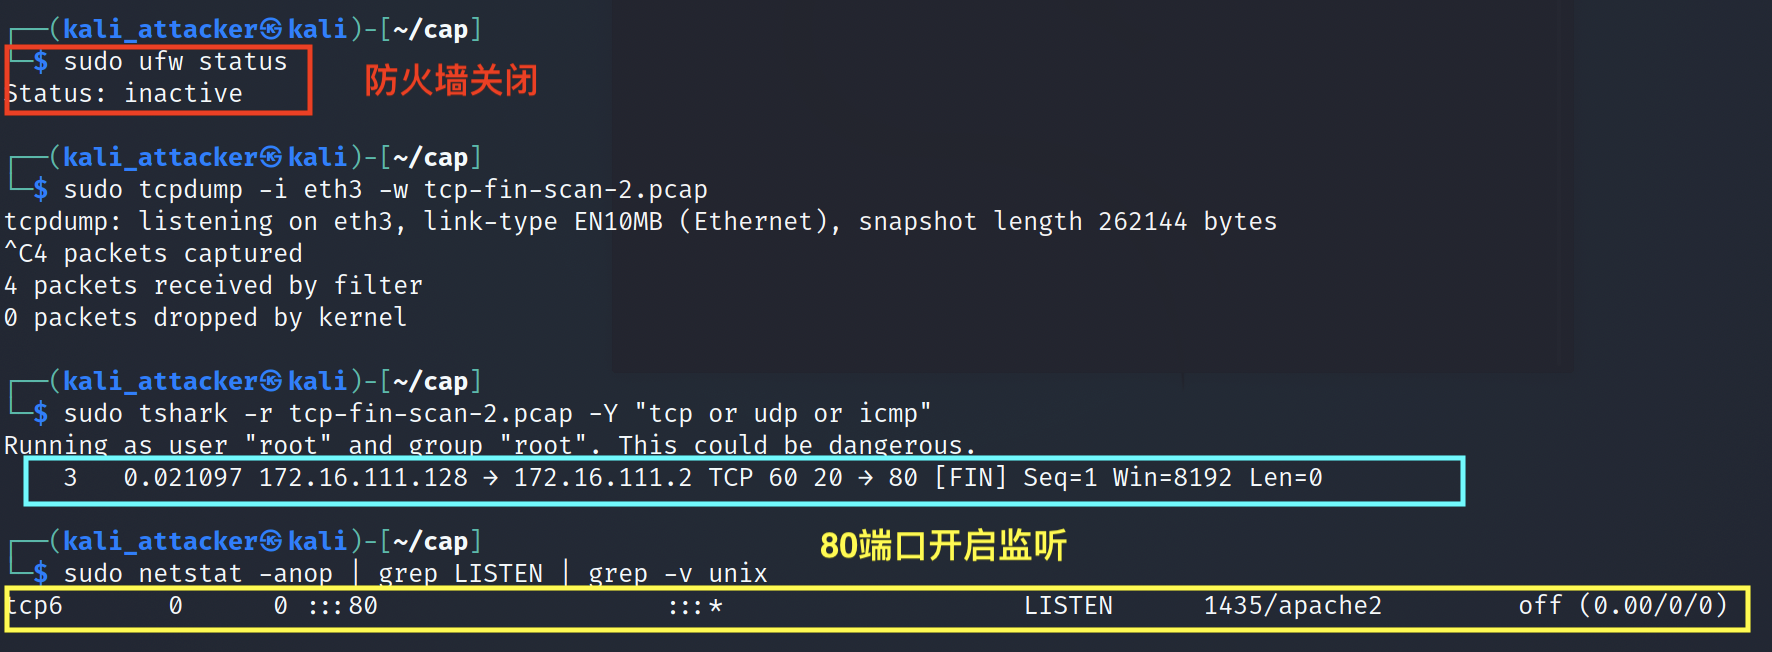 ┌──(kali_attacker㉿kali)-[~/cap]
└─$ sudo ufw status
Status: inactive
防火墙关闭
┌──(kali_attacker㉿kali)-[~/cap]
└─$ sudo tcpdump -i eth3 -w tcp-fin-scan-2.pcap
tcpdump: listening on eth3, link-type EN10MB (Ethernet), snapshot length 262144 bytes
^C4 packets captured
4 packets received by filter
0 packets dropped by kernel
┌──(kali_attacker㉿kali)-[~/cap]
└─$ sudo tshark -r tcp-fin-scan-2.pcap -Y "tcp or udp or icmp"
Running as user "root" and group "root". This could be dangerous.
3 0.021097 172.16.111.128 → 172.16.111.2 TCP 60 20 → 80 [FIN] Seq=1 Win=8192 Len=0
┌──(kali_attacker㉿kali)-[~/cap]
80端口开启监听
└─$ sudo netstat -anop | grep LISTEN | grep -v unix
tcp6 0 0 :::80 :::* LISTEN 1435/apache2 off (0.00/0/0)